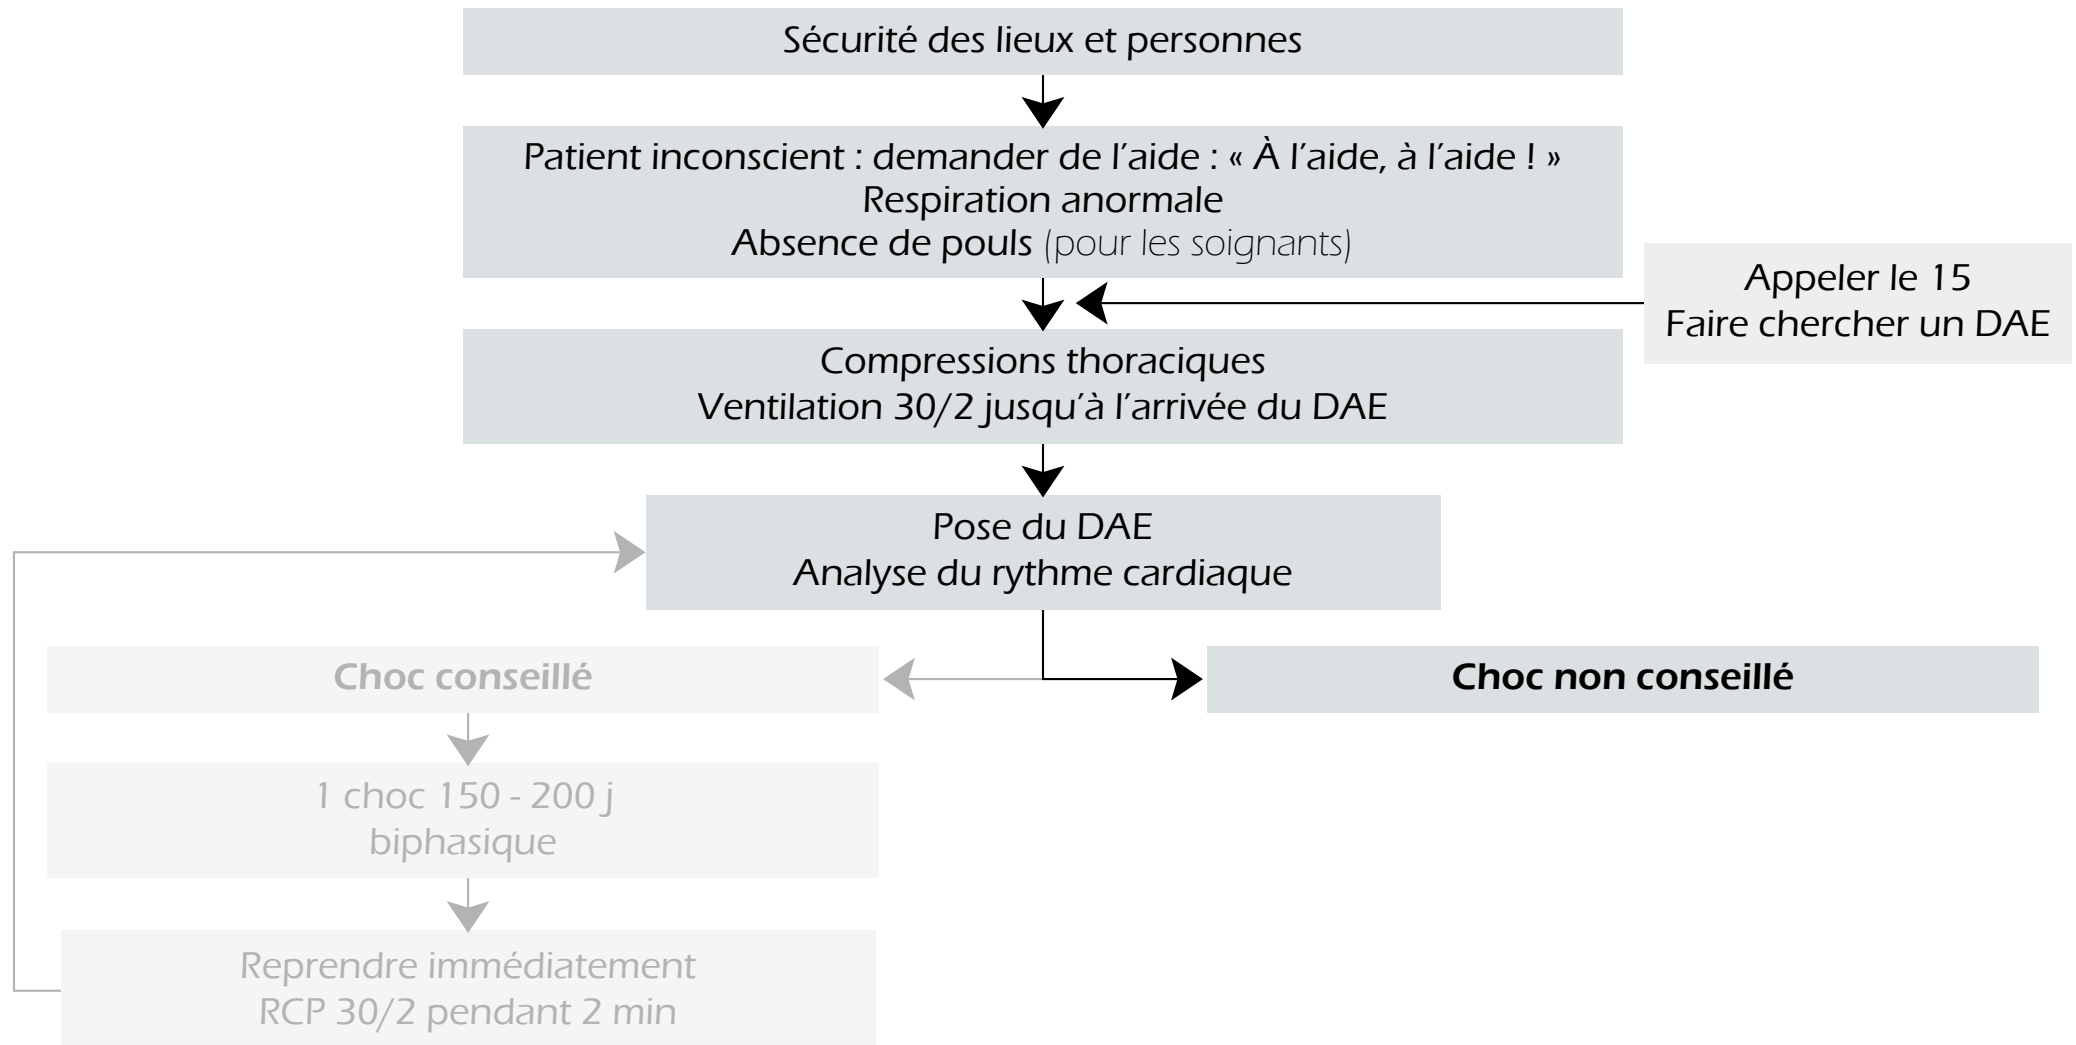 Sécurité des lieux et personnes
Patient inconscient : demander de l’aide : « À l’aide, à l’aide ! »
Respiration anormale
Absence de pouls (pour les soignants)
Appeler le 15
Faire chercher un DAE
Compressions thoraciques
Ventilation 30/2 jusqu’à l’arrivée du DAE
Pose du DAE
Analyse du rythme cardiaque
Choc conseillé
Choc non conseillé
1 choc 150 - 200 j
biphasique
Reprendre immédiatement
RCP 30/2 pendant 2 min